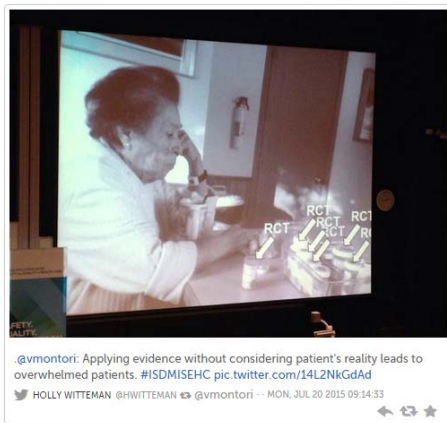 RCT
RCT
RCT
RCT
RCT
.@vmontori: Applying evidence without considering patient's reality leads to
overwhelmed patients. #ISDMISEHC pic.twitter.com/14L2NkGdAd
HOLLY WITTEMAN @HWITTEMAN @vmontori · · MON, JUL 20 2015 09:14:33